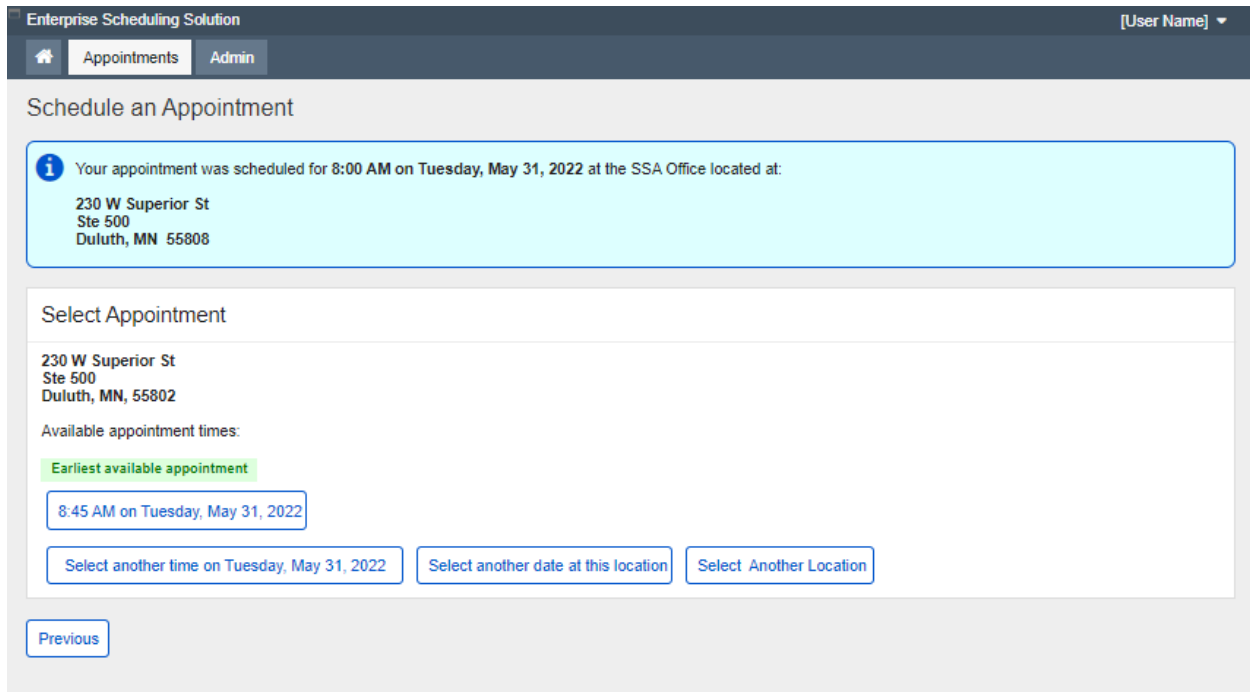 Enterprise Scheduling Solution
[User Name]
Appointments
Admin
Schedule an Appointment
Your appointment was scheduled for 8:00 AM on Tuesday, May 31, 2022 at the SSA Office located at:
230 W Superior St
Ste 500
Duluth, MN  55808
Select Appointment
230 W Superior St
Ste 500
Duluth, MN, 55802
Available appointment times:
Earliest available appointment
8:45 AM on Tuesday, May 31, 2022
Select another time on Tuesday, May 31, 2022
Select another date at this location
Select  Another Location
Previous